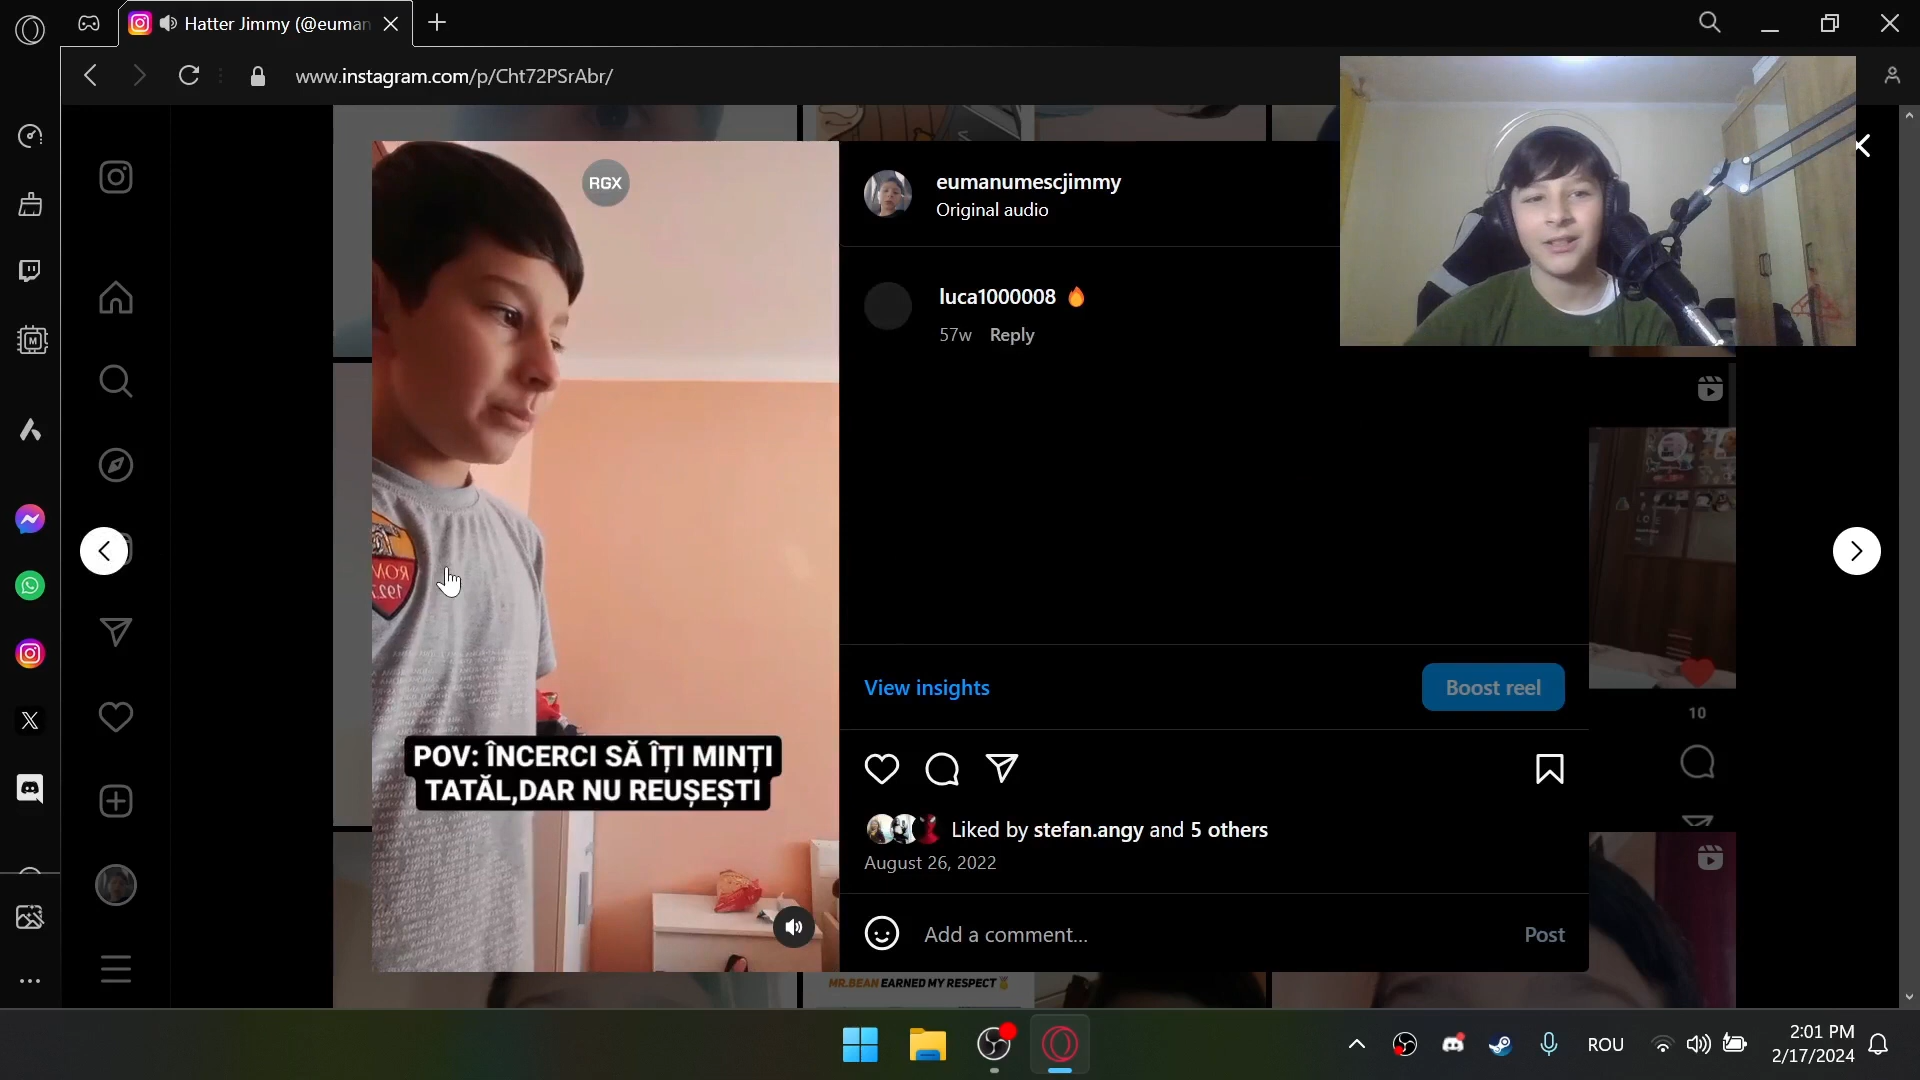 Hatter Jimmy (@euman
www.instagram.com/p/Cht72PSrAbr/
RGX
eumanumescjimmy
Original audio
luca1000008 🔥
57w Reply
POV: ÎNCERCI SĂ ÎȚI MINȚI
TATĂL,DAR NU REUȘEȘTI
View insights
Boost reel
Liked by stefan.angy and 5 others
August 26, 2022
Add a comment...
Post
10
MR.BEAN EARNED MY RESPECT
ROU
2:01 PM
2/17/2024